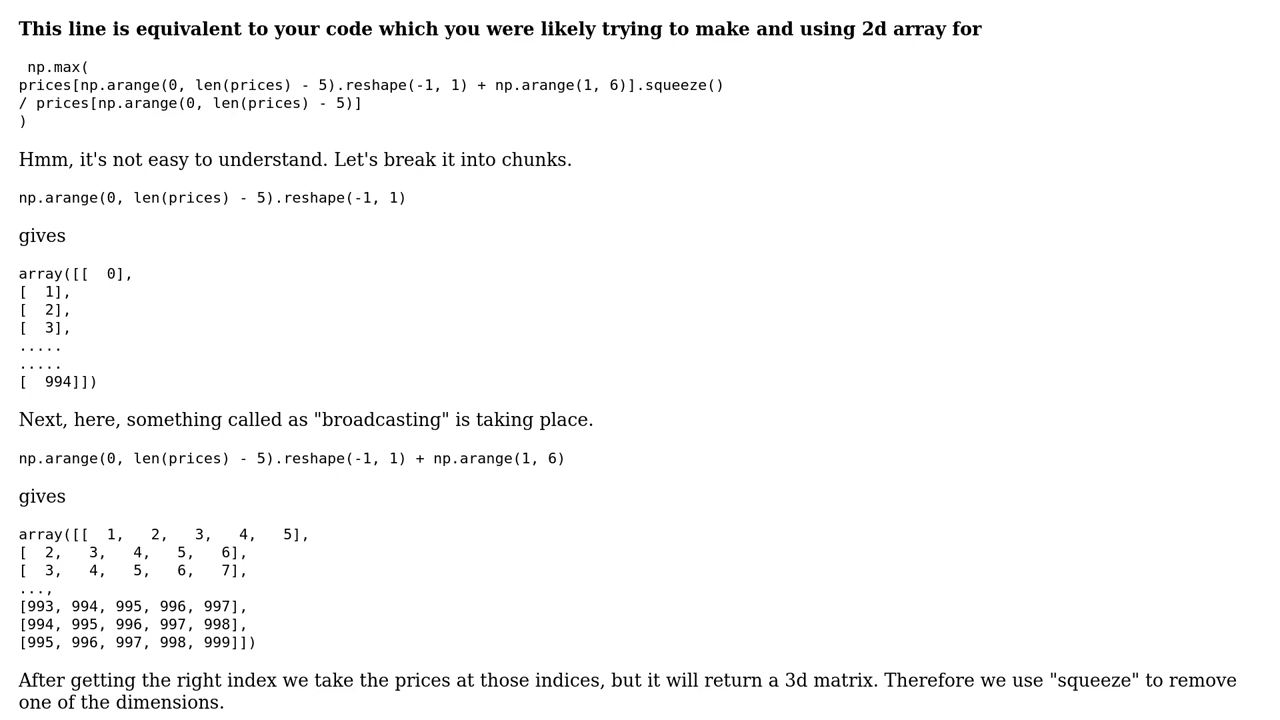 This line is equivalent to your code which you were likely trying to make and using 2d array for
np.max(
prices[np.arange(0, len(prices) - 5).reshape(-1, 1) + np.arange(1, 6)].squeeze()
/ prices[np.arange(0, len(prices) - 5)]
)
Hmm, it's not easy to understand. Let's break it into chunks.
np.arange(0, len(prices) - 5).reshape(-1, 1)
gives
array([[  0],
[  1],
[  2],
[  3],
.....
.....
[  994]])
Next, here, something called as "broadcasting" is taking place.
np.arange(0, len(prices) - 5).reshape(-1, 1) + np.arange(1, 6)
gives
array([[  1,   2,   3,   4,   5],
[  2,   3,   4,   5,   6],
[  3,   4,   5,   6,   7],
...,
[993, 994, 995, 996, 997],
[994, 995, 996, 997, 998],
[995, 996, 997, 998, 999]])
After getting the right index we take the prices at those indices, but it will return a 3d matrix. Therefore we use "squeeze" to remove
one of the dimensions.